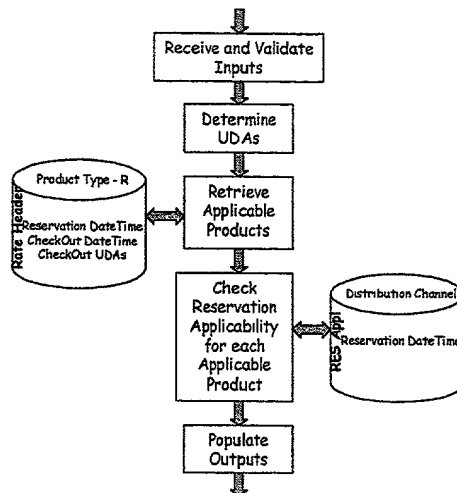 Receive and Validate
Inputs
Determine
UDAs
Product Type - R
Rate Header
Reservation DateTime
CheckOut DateTime
CheckOut UDAs
Retrieve
Applicable
Products
Check
Reservation
Applicability
for each
Applicable
Product
Distribution Channel
RES Appl
Reservation DateTime
Populate
Outputs